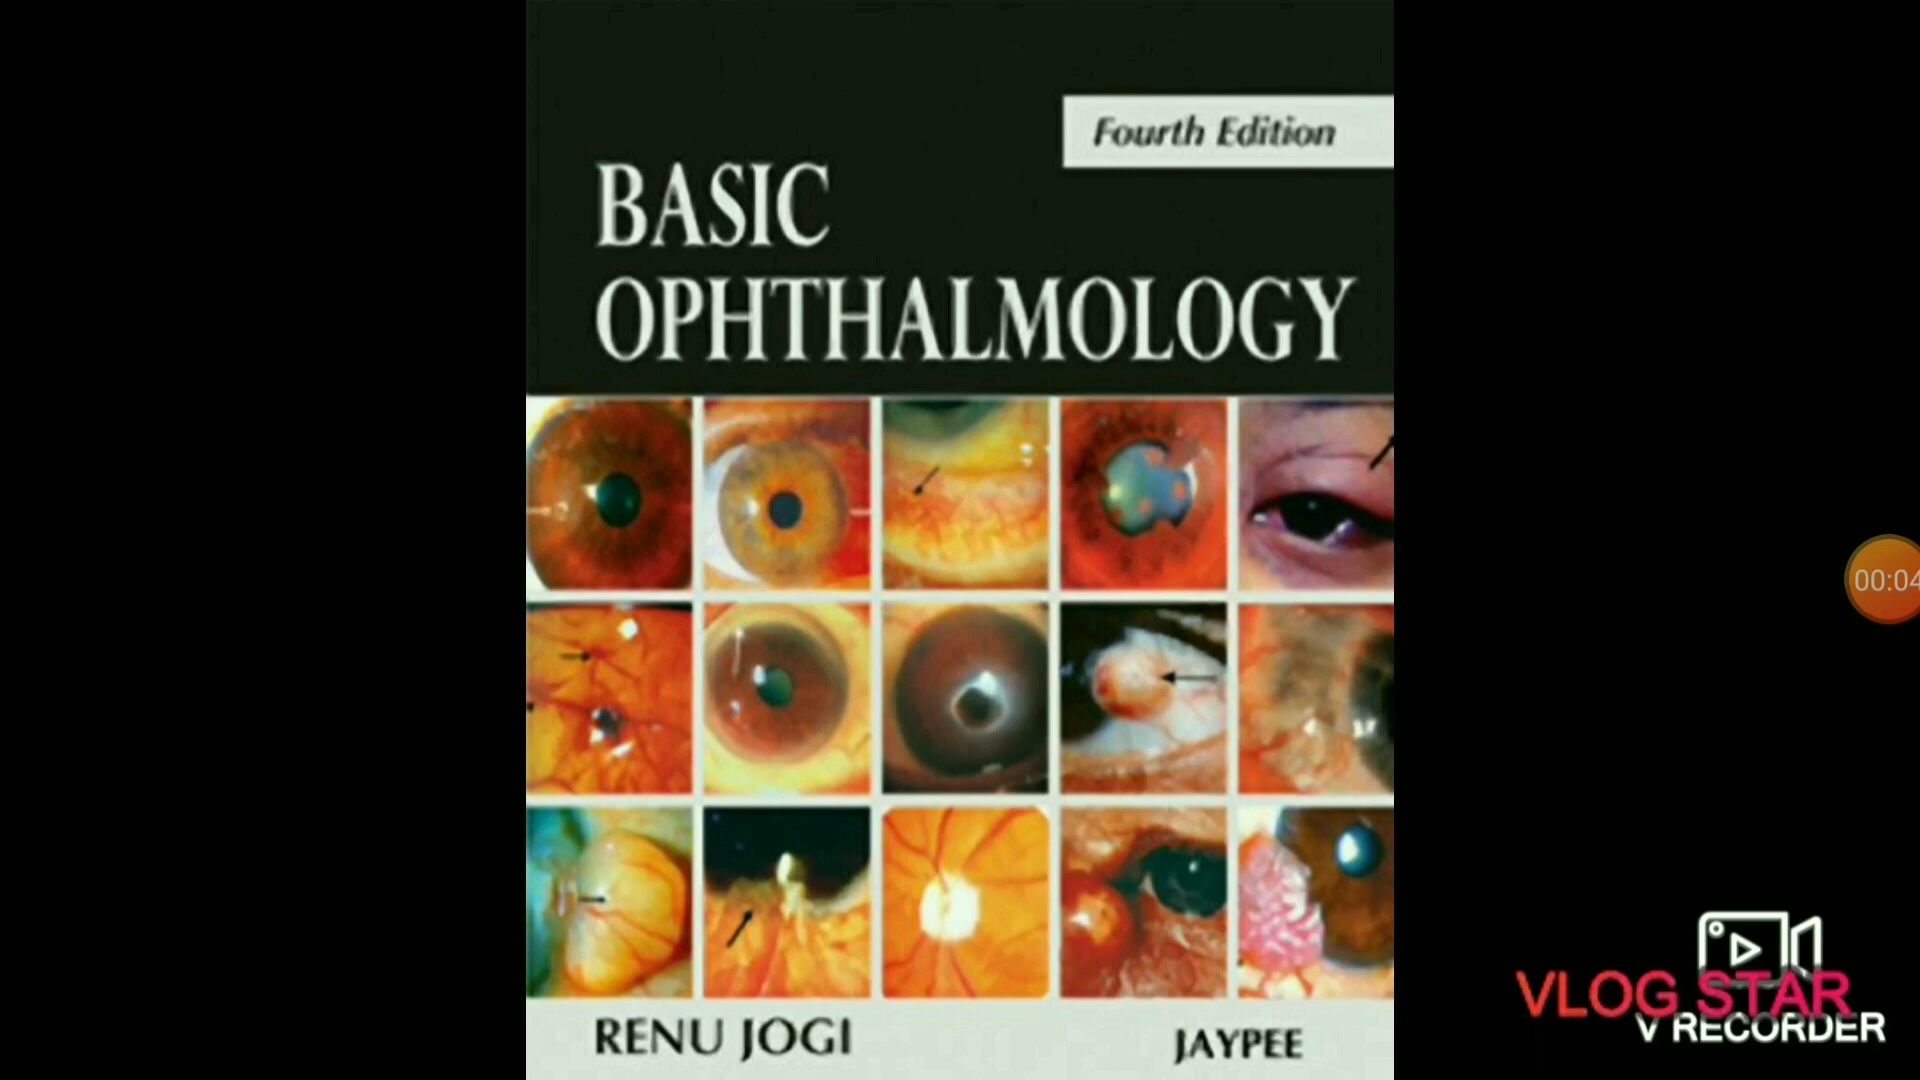 Fourth Edition
BASIC
OPHTHALMOLOGY
RENU JOGI
JAYPEE
00:04
VLOG STAR
V RECORDER